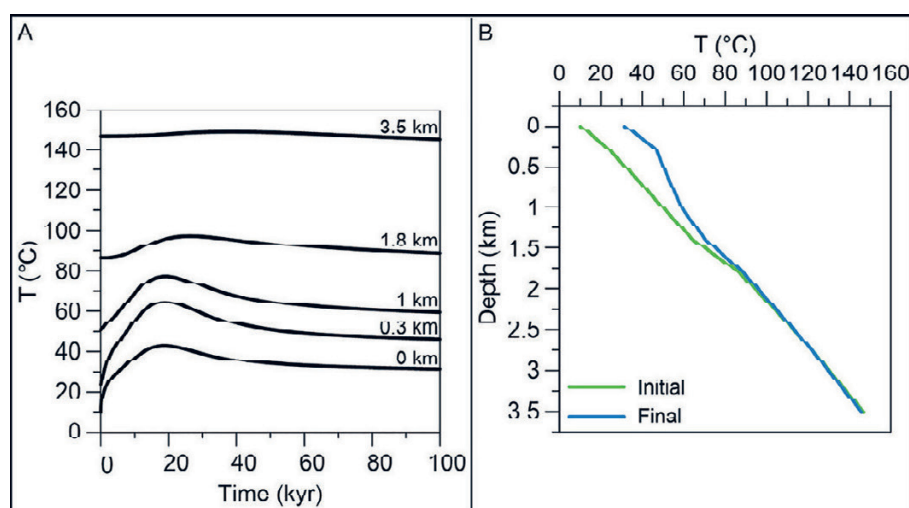 A
160
140
120
100
80
60
40
20
0
T (°C)
3.5 km
1.8 km
1 km
0.3 km
0 km
0 20 40 60 80 100
Time (kyr)
B
T (°C)
0 20 40 60 80 100 120 140 160
0
0.5
1
1.5
2
2.5
3
3.5
Depth (km)
Initial
Final